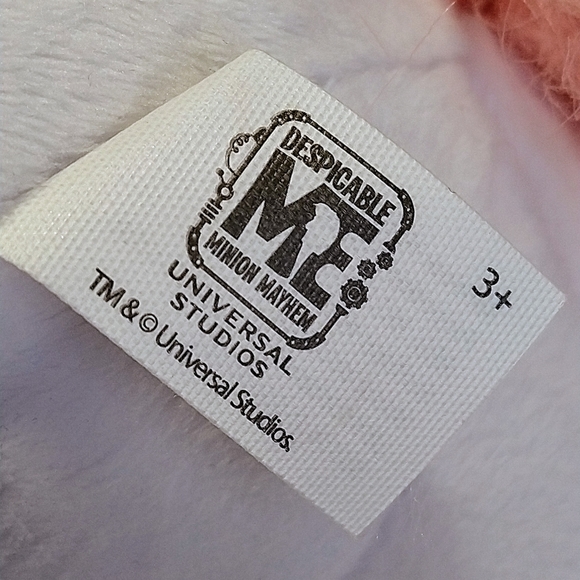 DESPICABLE
ME
MINION MAYHEM
UNIVERSAL
STUDIOS
TM & © Universal Studios.
3+